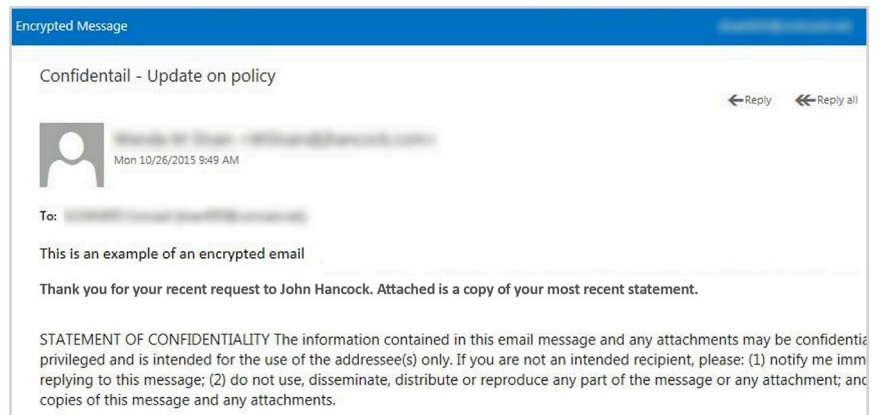 Encrypted Message
Confidentail - Update on policy
Reply Reply all
Mon 10/26/2015 9:49 AM
To:
This is an example of an encrypted email
Thank you for your recent request to John Hancock. Attached is a copy of your most recent statement.
STATEMENT OF CONFIDENTIALITY The information contained in this email message and any attachments may be confidentia
privileged and is intended for the use of the addressee(s) only. If you are not an intended recipient, please: (1) notify me imm
replying to this message; (2) do not use, disseminate, distribute or reproduce any part of the message or any attachment; and
copies of this message and any attachments.